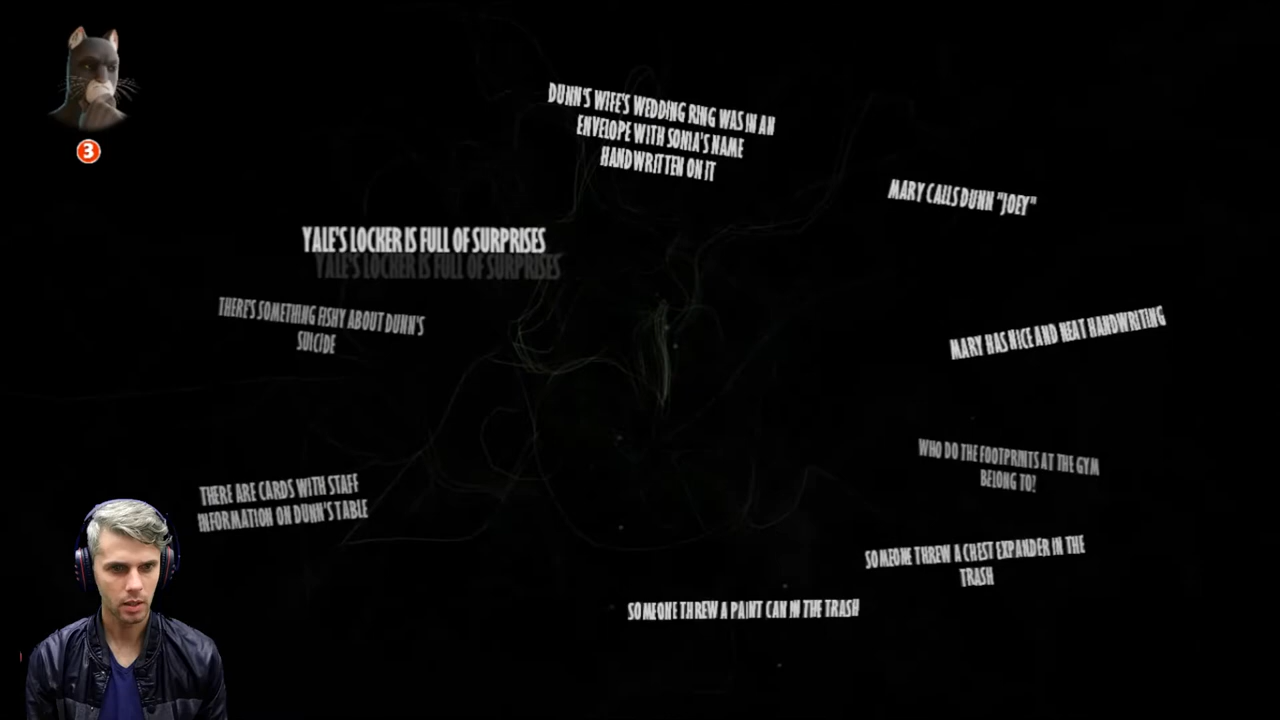 DUNN'S WIFE'S WEDDING RING WAS IN AN
ENVELOPE WITH SONIA'S NAME
HANDWRITTEN ON IT
MARY CALLS DUNN "JOEY"
YALE'S LOCKER IS FULL OF SURPRISES
YALE'S LOCKER IS FULL OF SURPRISES
THERE'S SOMETHING FISHY ABOUT DUNN'S
SUICIDE
MARY HAS NICE AND NEAT HANDWRITING
WHO DO THE FOOTPRINTS AT THE GYM
BELONG TO?
THERE ARE CARDS WITH STAFF
INFORMATION ON DUNN'S TABLE
SOMEONE THREW A CHEST EXPANDER IN THE
TRASH
SOMEONE THREW A PAINT CAN IN THE TRASH
3